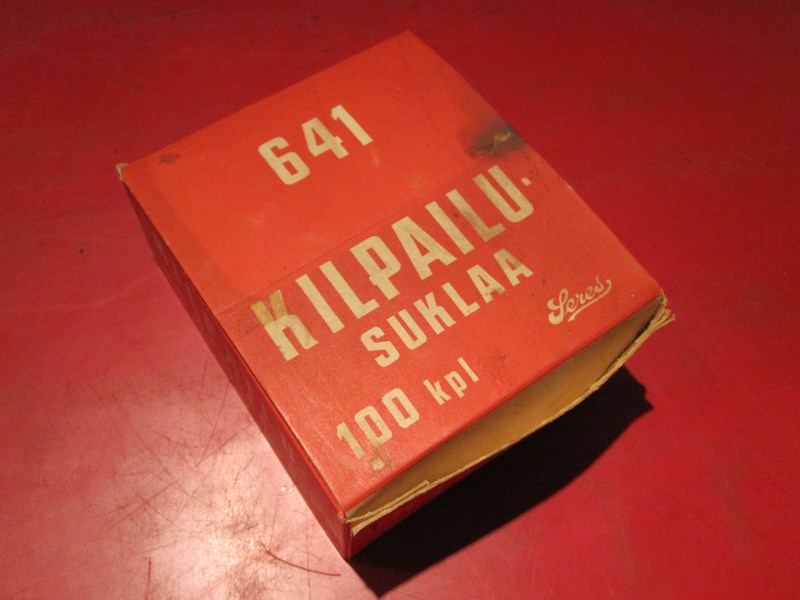 641
KILPAILU-
SUKLAA
100 kpl
Seres